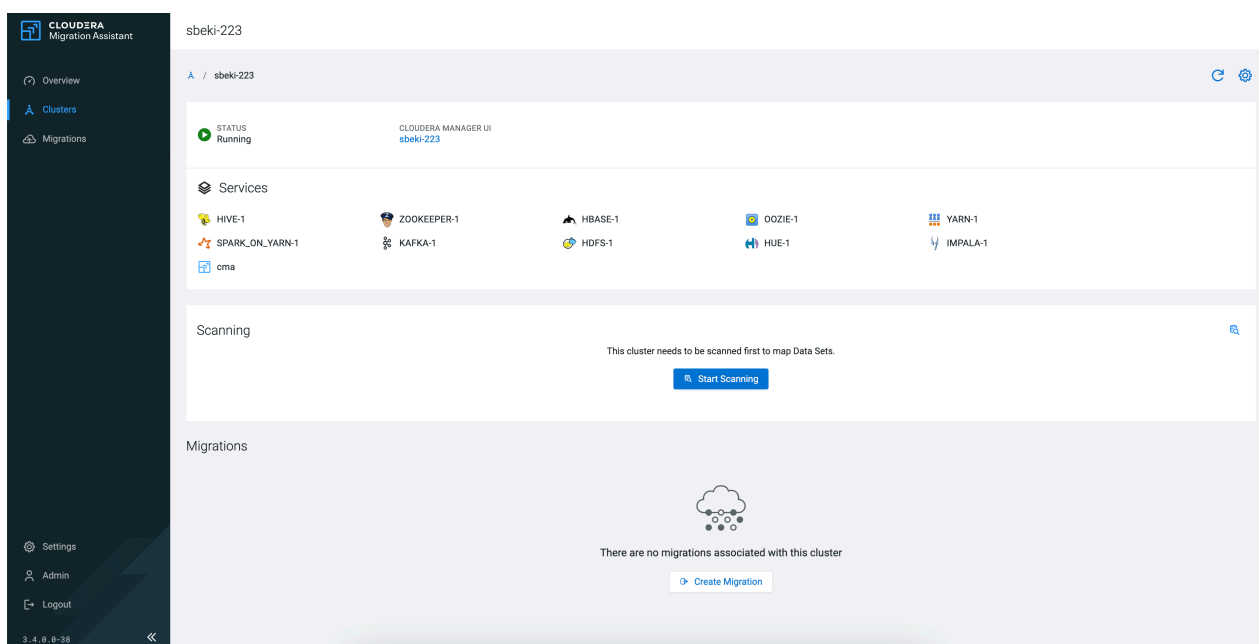 CLOUDERA
Migration Assistant
sbeki-223
Overview
Clusters
Migrations
/ sbeki-223
STATUS
Running
CLOUDERA MANAGER UI
sbeki-223
Services
HIVE-1
ZOOKEEPER-1
HBASE-1
OOZIE-1
YARN-1
SPARK_ON_YARN-1
KAFKA-1
HDFS-1
HUE-1
IMPALA-1
cma
Scanning
This cluster needs to be scanned first to map Data Sets.
Start Scanning
Migrations
There are no migrations associated with this cluster
Create Migration
Settings
Admin
Logout
3.4.0.0-38